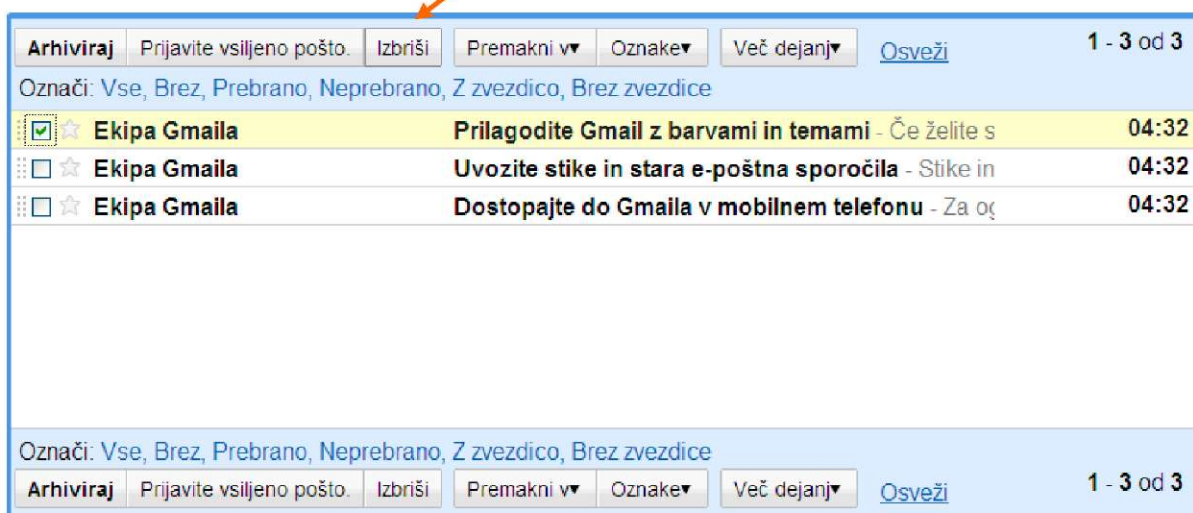 Arhiviraj Prijavite vsiljeno pošto. Izbriši Premakni v▾ Oznake▾ Več dejanj▾ Osveži 1 - 3 od 3
Označi: Vse, Brez, Prebrano, Neprebrano, Z zvezdico, Brez zvezdice
Ekipa Gmaila Prilagodite Gmail z barvami in temami - Če želite s 04:32
Ekipa Gmaila Uvozite stike in stara e-poštna sporočila - Stike in 04:32
Ekipa Gmaila Dostopajte do Gmaila v mobilnem telefonu - Za 04:32
Označi: Vse, Brez, Prebrano, Neprebrano, Z zvezdico, Brez zvezdice
Arhiviraj Prijavite vsiljeno pošto. Izbriši Premakni v▾ Oznake▾ Več dejanj▾ Osveži 1 - 3 od 3